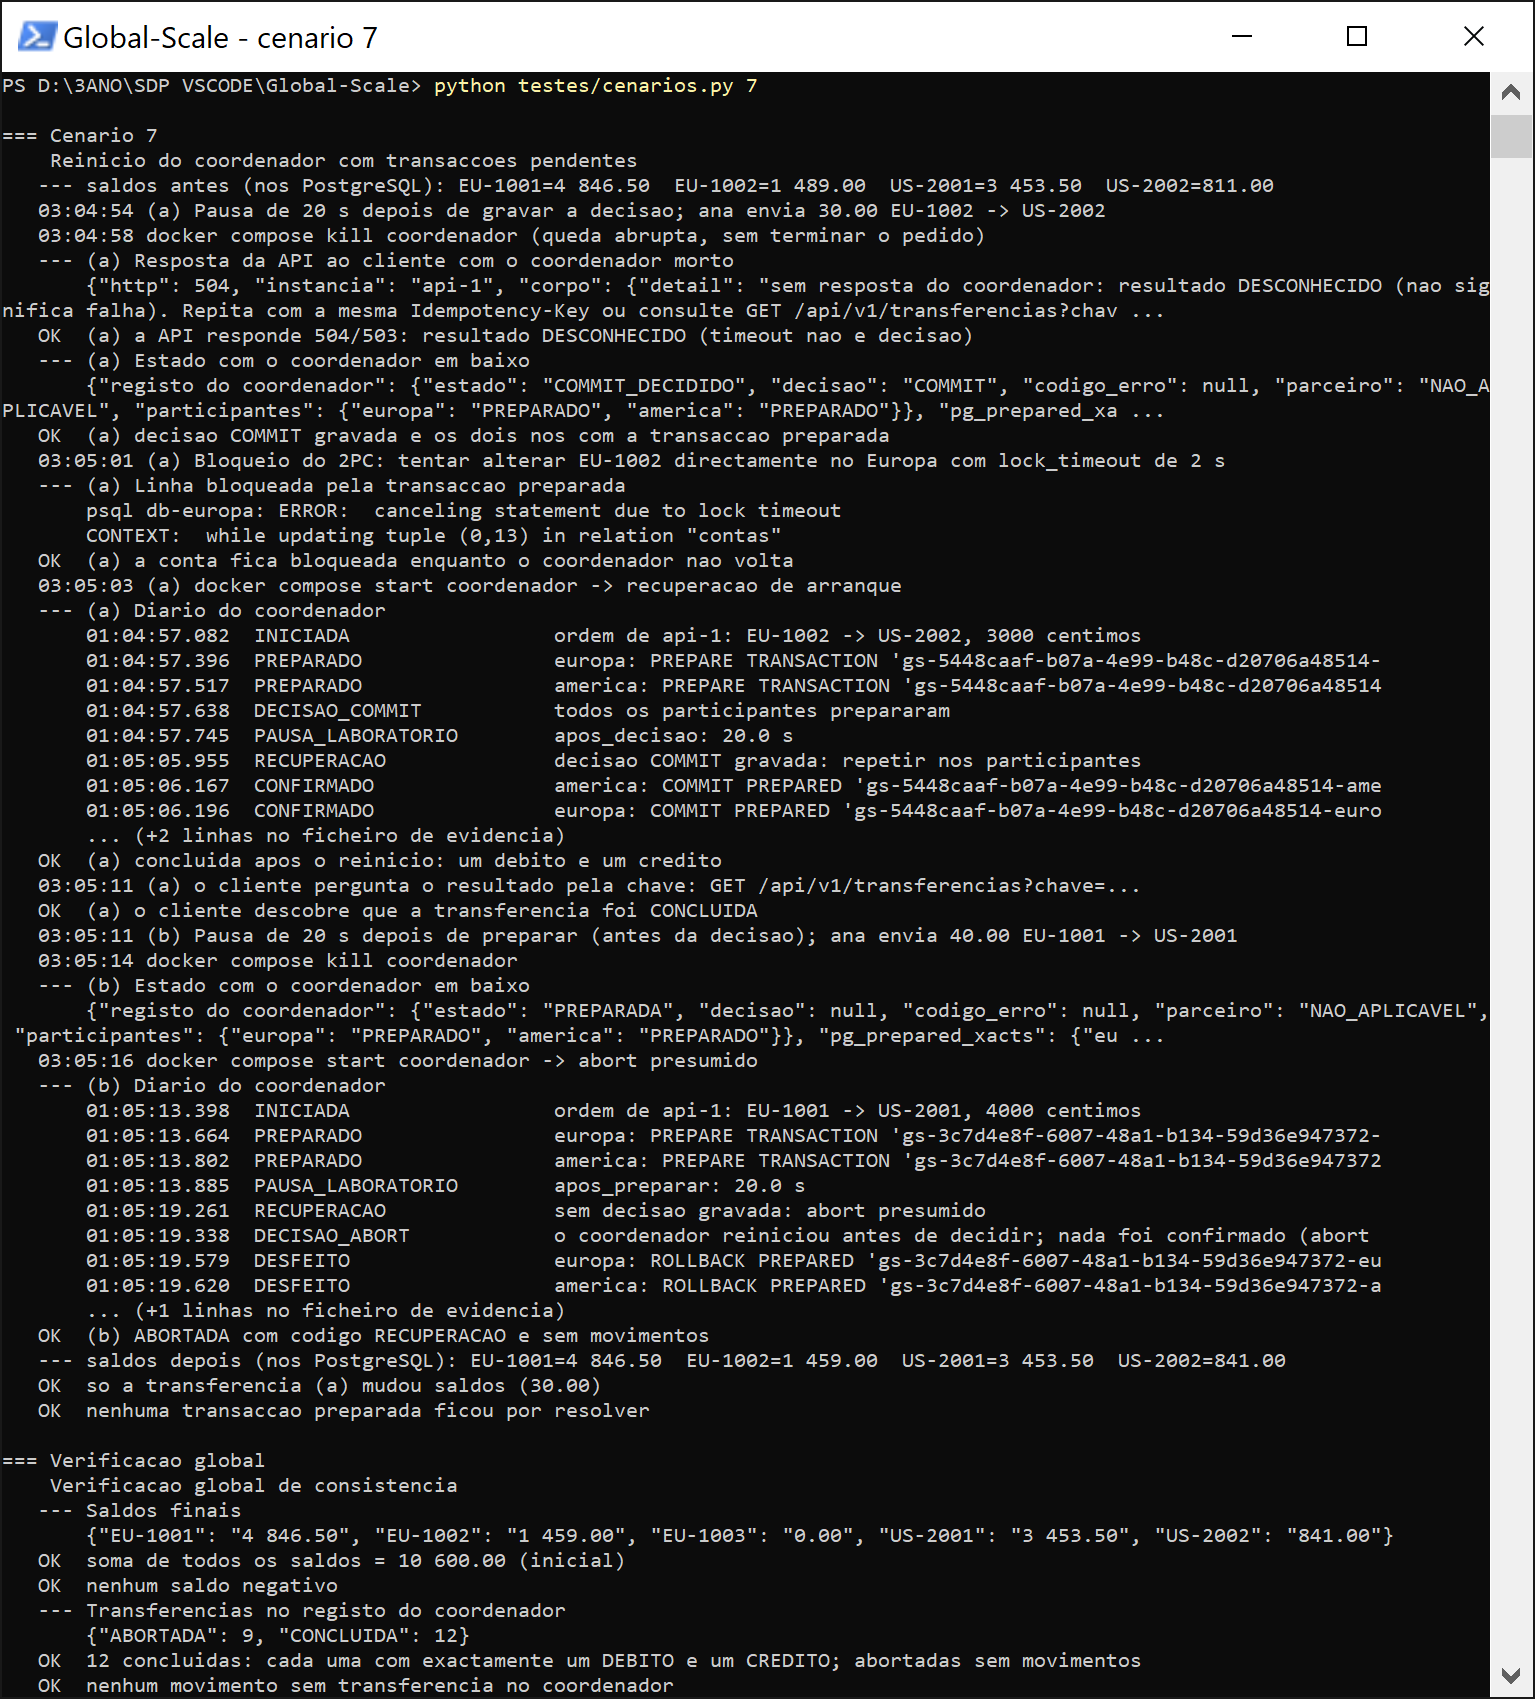 Global-Scale - cenario 7
PS D:\3ANO\SDP VSCODE\Global-Scale> python testes/cenarios.py 7
=== Cenario 7
Reinicio do coordenador com transaccoes pendentes
--- saldos antes (nos PostgreSQL): EU-1001=4 846.50  EU-1002=1 489.00  US-2001=3 453.50  US-2002=811.00
03:04:54 (a) Pausa de 20 s depois de gravar a decisao; ana envia 30.00 EU-1002 -> US-2002
03:04:58 docker compose kill coordenador (queda abrupta, sem terminar o pedido)
--- (a) Resposta da API ao cliente com o coordenador morto
{"http": 504, "instancia": "api-1", "corpo": {"detail": "sem resposta do coordenador: resultado DESCONHECIDO (nao sig
nifica falha). Repita com a mesma Idempotency-Key ou consulte GET /api/v1/transferencias?chav ...
OK  (a) a API responde 504/503: resultado DESCONHECIDO (timeout nao e decisao)
--- (a) Estado com o coordenador em baixo
{"registo do coordenador": {"estado": "COMMIT_DECIDIDO", "decisao": "COMMIT", "codigo_erro": null, "parceiro": "NAO_A
PLICAVEL", "participantes": {"europa": "PREPARADO", "america": "PREPARADO"}}, "pg_prepared_xa ...
OK  (a) decisao COMMIT gravada e os dois nos com a transaccao preparada
03:05:01 (a) Bloqueio do 2PC: tentar alterar EU-1002 directamente no Europa com lock_timeout de 2 s
--- (a) Linha bloqueada pela transaccao preparada
psql db-europa: ERROR:  canceling statement due to lock timeout
CONTEXT:  while updating tuple (0,13) in relation "contas"
OK  (a) a conta fica bloqueada enquanto o coordenador nao volta
03:05:03 (a) docker compose start coordenador -> recuperacao de arranque
--- (a) Diario do coordenador
01:04:57.082  INICIADA                 ordem de api-1: EU-1002 -> US-2002, 3000 centimos
01:04:57.396  PREPARADO                europa: PREPARE TRANSACTION 'gs-5448caaf-b07a-4e99-b48c-d20706a48514-
01:04:57.517  PREPARADO                america: PREPARE TRANSACTION 'gs-5448caaf-b07a-4e99-b48c-d20706a48514
01:04:57.638  DECISAO_COMMIT           todos os participantes prepararam
01:04:57.745  PAUSA_LABORATORIO        apos_decisao: 20.0 s
01:05:05.955  RECUPERACAO              decisao COMMIT gravada: repetir nos participantes
01:05:06.167  CONFIRMADO               america: COMMIT PREPARED 'gs-5448caaf-b07a-4e99-b48c-d20706a48514-ame
01:05:06.196  CONFIRMADO               europa: COMMIT PREPARED 'gs-5448caaf-b07a-4e99-b48c-d20706a48514-euro
... (+2 linhas no ficheiro de evidencia)
OK  (a) concluida apos o reinicio: um debito e um credito
03:05:11 (a) o cliente pergunta o resultado pela chave: GET /api/v1/transferencias?chave=...
OK  (a) o cliente descobre que a transferencia foi CONCLUIDA
03:05:11 (b) Pausa de 20 s depois de preparar (antes da decisao); ana envia 40.00 EU-1001 -> US-2001
03:05:14 docker compose kill coordenador
--- (b) Estado com o coordenador em baixo
{"registo do coordenador": {"estado": "PREPARADA", "decisao": null, "codigo_erro": null, "parceiro": "NAO_APLICAVEL",
"participantes": {"europa": "PREPARADO", "america": "PREPARADO"}}, "pg_prepared_xacts": {"eu ...
03:05:16 docker compose start coordenador -> abort presumido
--- (b) Diario do coordenador
01:05:13.398  INICIADA                 ordem de api-1: EU-1001 -> US-2001, 4000 centimos
01:05:13.664  PREPARADO                europa: PREPARE TRANSACTION 'gs-3c7d4e8f-6007-48a1-b134-59d36e947372-
01:05:13.802  PREPARADO                america: PREPARE TRANSACTION 'gs-3c7d4e8f-6007-48a1-b134-59d36e947372
01:05:13.885  PAUSA_LABORATORIO        apos_preparar: 20.0 s
01:05:19.261  RECUPERACAO              sem decisao gravada: abort presumido
01:05:19.338  DECISAO_ABORT            o coordenador reiniciou antes de decidir; nada foi confirmado (abort
01:05:19.579  DESFEITO                 europa: ROLLBACK PREPARED 'gs-3c7d4e8f-6007-48a1-b134-59d36e947372-eu
01:05:19.620  DESFEITO                 america: ROLLBACK PREPARED 'gs-3c7d4e8f-6007-48a1-b134-59d36e947372-a
... (+1 linhas no ficheiro de evidencia)
OK  (b) ABORTADA com codigo RECUPERACAO e sem movimentos
--- saldos depois (nos PostgreSQL): EU-1001=4 846.50  EU-1002=1 459.00  US-2001=3 453.50  US-2002=841.00
OK  so a transferencia (a) mudou saldos (30.00)
OK  nenhuma transaccao preparada ficou por resolver
=== Verificacao global
Verificacao global de consistencia
--- Saldos finais
{"EU-1001": "4 846.50", "EU-1002": "1 459.00", "EU-1003": "0.00", "US-2001": "3 453.50", "US-2002": "841.00"}
OK  soma de todos os saldos = 10 600.00 (inicial)
OK  nenhum saldo negativo
--- Transferencias no registo do coordenador
{"ABORTADA": 9, "CONCLUIDA": 12}
OK  12 concluidas: cada uma com exactamente um DEBITO e um CREDITO; abortadas sem movimentos
OK  nenhum movimento sem transferencia no coordenador